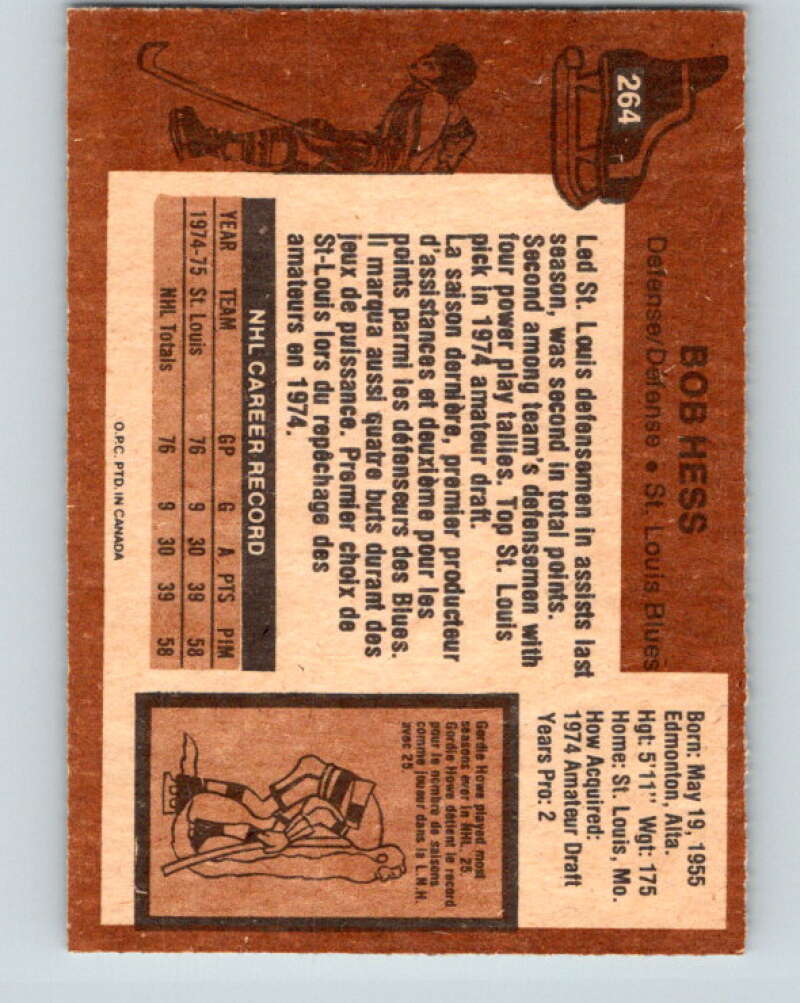 264
BOB HESS
Defense/Défense • St. Louis Blues
Born: May 19, 1955
Edmonton, Alta.
Hgt: 5'11" Wgt: 175
Home: St. Louis, Mo.
How Acquired:
1974 Amateur Draft
Years Pro: 2
Led St. Louis defensemen in assists last
season, was second in total points.
Second among team's defensemen with
four power play tallies. Top St. Louis
pick in 1974 amateur draft.
La saison dernière, premier producteur
d'assistances et deuxième pour les
points parmi les défenseurs des Blues.
Il marqua aussi quatre buts durant des
jeux de puissance. Premier choix de
St-Louis lors du repêchage des
amateurs en 1974.
NHL CAREER RECORD
YEAR TEAM GP G A PTS PIM
1974-75 St. Louis 76 9 30 39 58
NHL Totals 76 9 30 39 58
Gordie Howe played most
seasons ever in NHL, 25.
Gordie Howe détient le record
pour le nombre de saisons
comme joueur dans la L.N.H.
avec 25.
O.P.C. PTD. IN CANADA